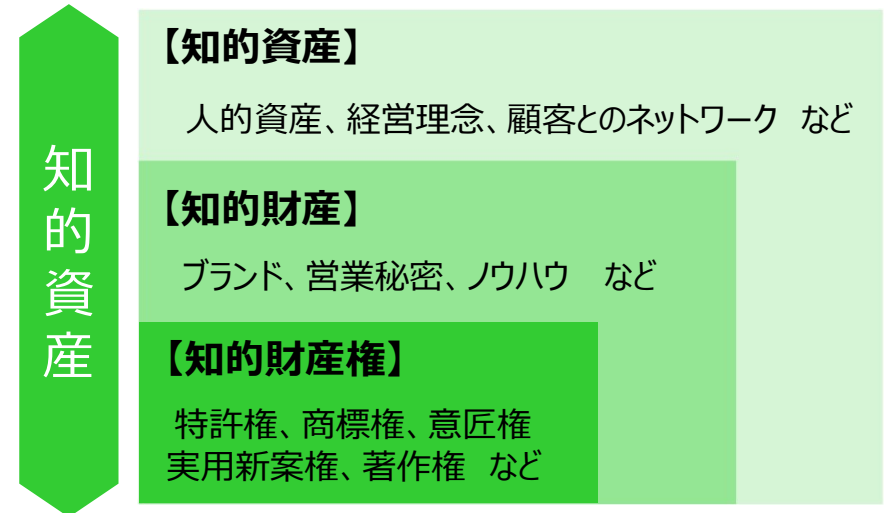 知的資産
【知的資産】
人的資産、経営理念、顧客とのネットワーク など
【知的財産】
ブランド、営業秘密、ノウハウ など
【知的財産権】
特許権、商標権、意匠権
実用新案権、著作権 など